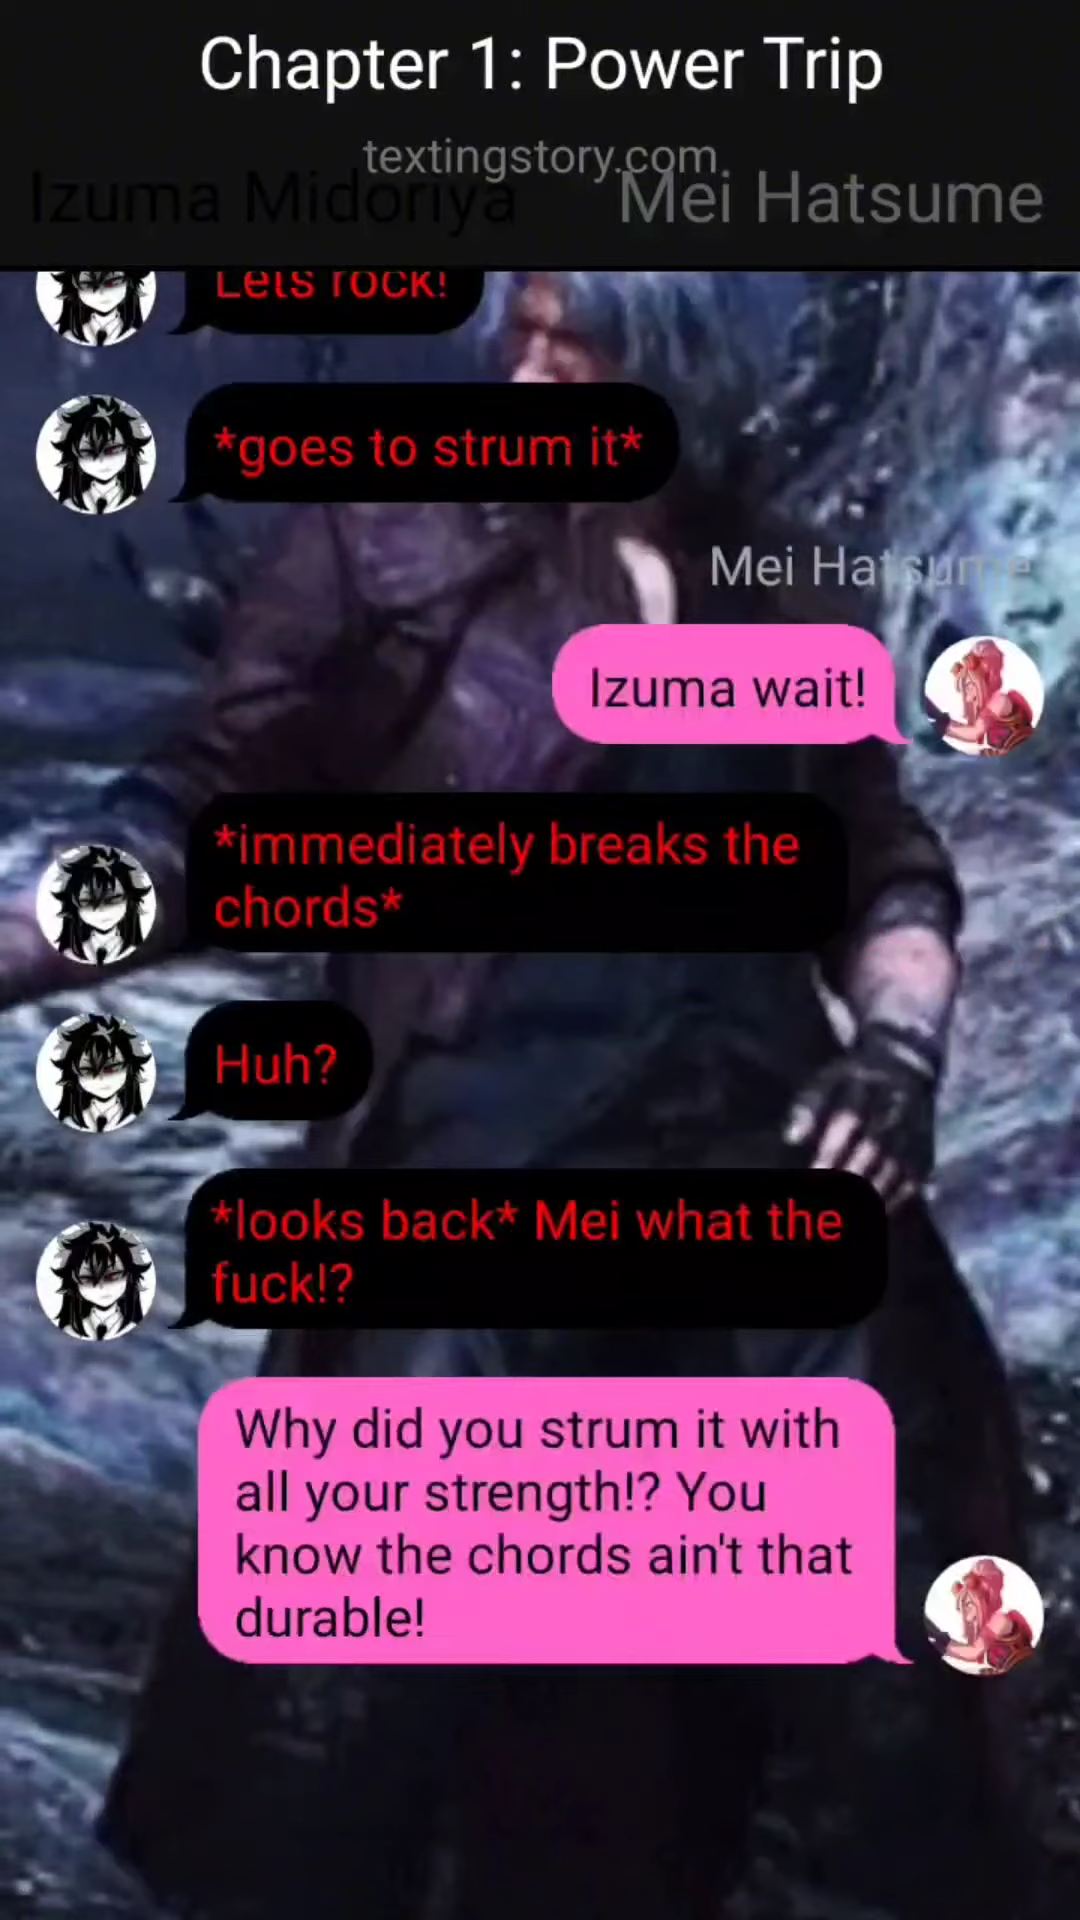 Chapter 1: Power Trip
textingstory.com
Izuma Midoriya
Mei Hatsume
Lets rock!
*goes to strum it*
Mei Hatsume
Izuma wait!
*immediately breaks the
chords*
Huh?
*looks back* Mei what the
fuck!?
Why did you strum it with
all your strength!? You
know the chords ain't that
durable!